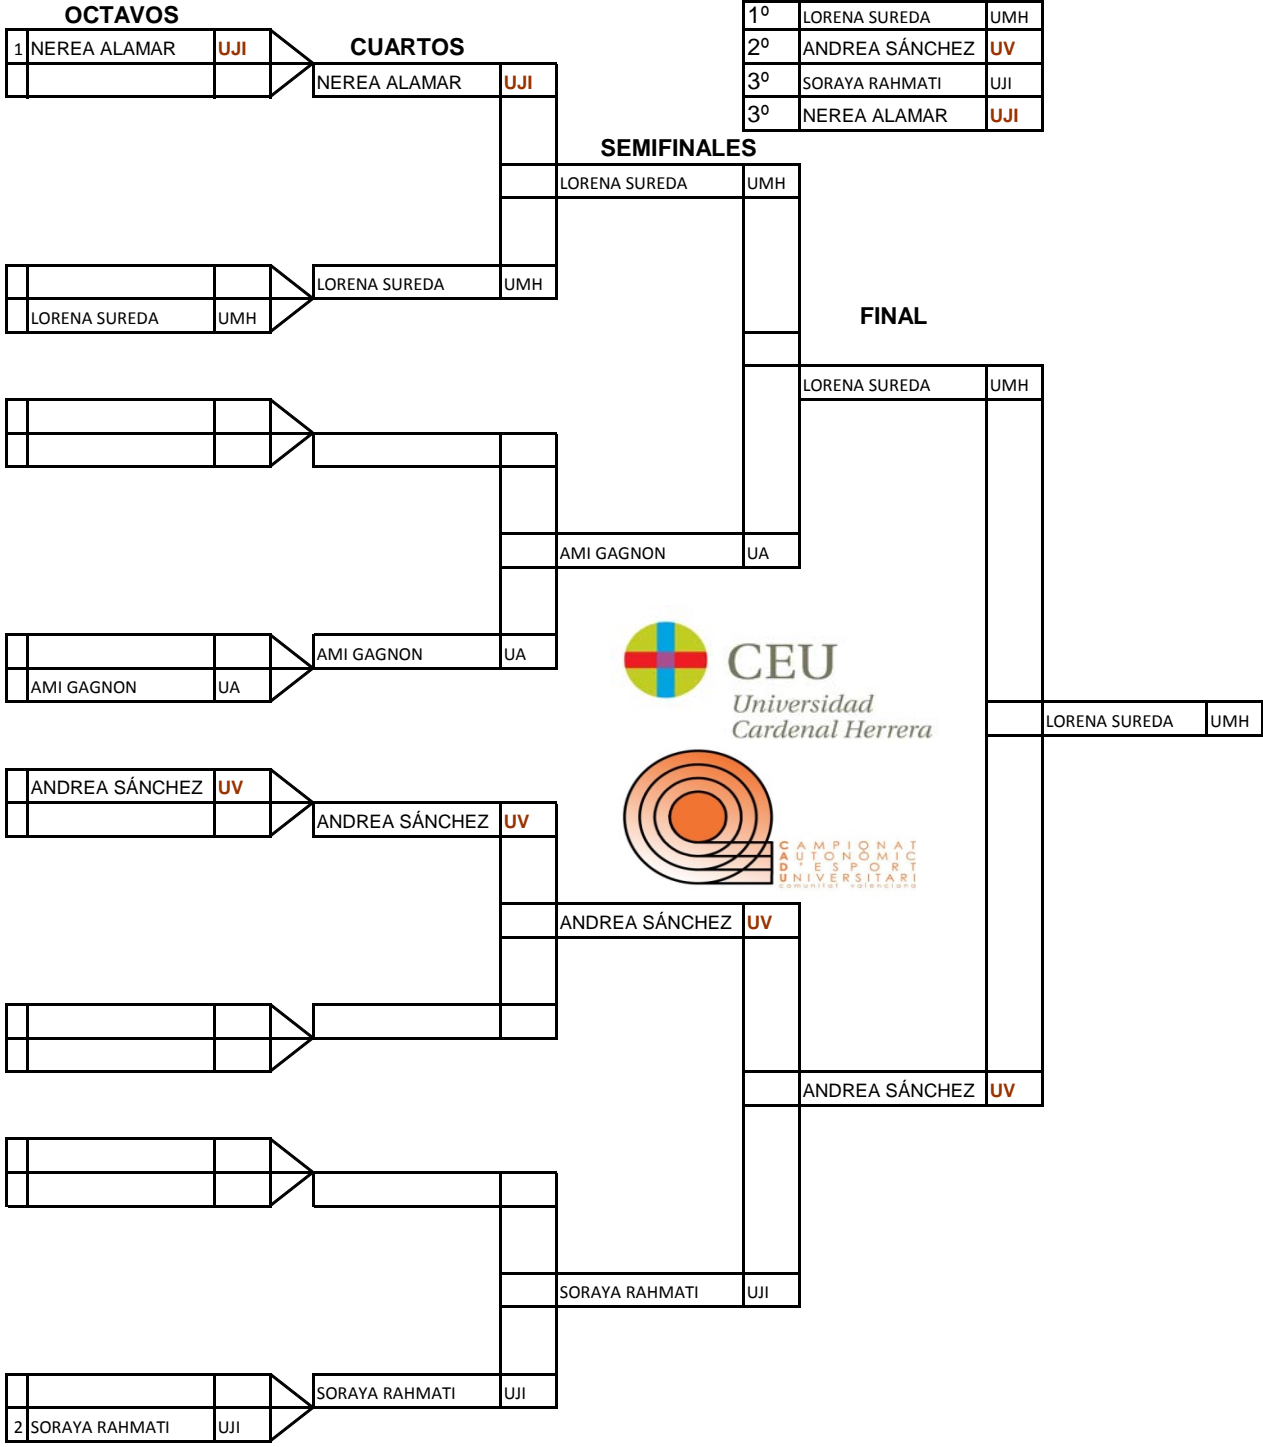 OCTAVOS
1º LORENA SUREDA UMH
1 NEREA ALAMAR UJI
CUARTOS
2º ANDREA SÁNCHEZ UV
NEREA ALAMAR UJI
3º SORAYA RAHMATI UJI
3º NEREA ALAMAR UJI
SEMIFINALES
LORENA SUREDA UMH
LORENA SUREDA UMH
LORENA SUREDA UMH
FINAL
LORENA SUREDA UMH
AMI GAGNON UA
AMI GAGNON UA
AMI GAGNON UA
CEU
Universidad
Cardenal Herrera
LORENA SUREDA UMH
ANDREA SÁNCHEZ UV
ANDREA SÁNCHEZ UV
CAMPIONAT
AUTONÒMIC
D'ESPORT
UNIVERSITARI
comunitat valenciana
ANDREA SÁNCHEZ UV
ANDREA SÁNCHEZ UV
SORAYA RAHMATI UJI
SORAYA RAHMATI UJI
2 SORAYA RAHMATI UJI